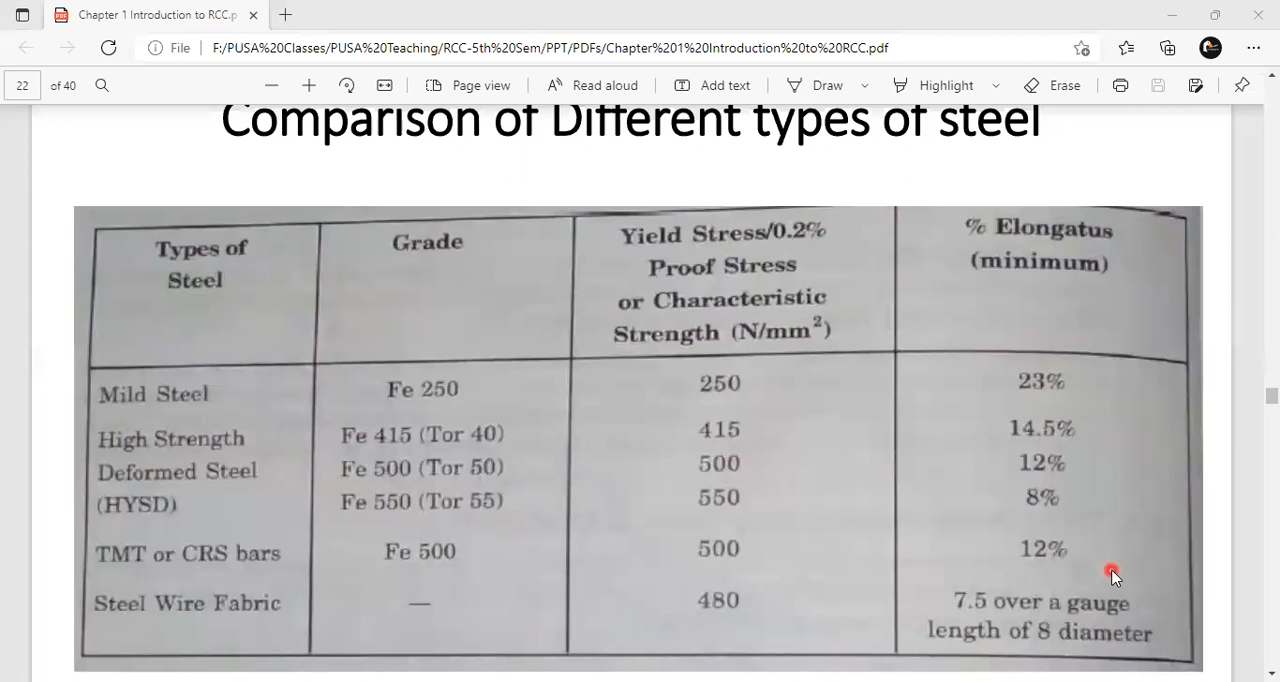 Chapter 1 Introduction to RCC.p
File F:/PUSA%20Classes/PUSA%20Teaching/RCC-5th%20Sem/PPT/PDFs/Chapter%201%20Introduction%20to%20RCC.pdf
22 of 40 Page view Read aloud Add text Draw Highlight Erase
Comparison of Different types of steel
Types of Steel Grade Yield Stress/0.2% Proof Stress or Characteristic Strength (N/mm²) % Elongatus (minimum)
Mild Steel Fe 250 250 23%
High Strength Fe 415 (Tor 40) 415 14.5%
Deformed Steel Fe 500 (Tor 50) 500 12%
(HYSD) Fe 550 (Tor 55) 550 8%
TMT or CRS bars Fe 500 500 12%
Steel Wire Fabric — 480 7.5 over a gauge
length of 8 diameter